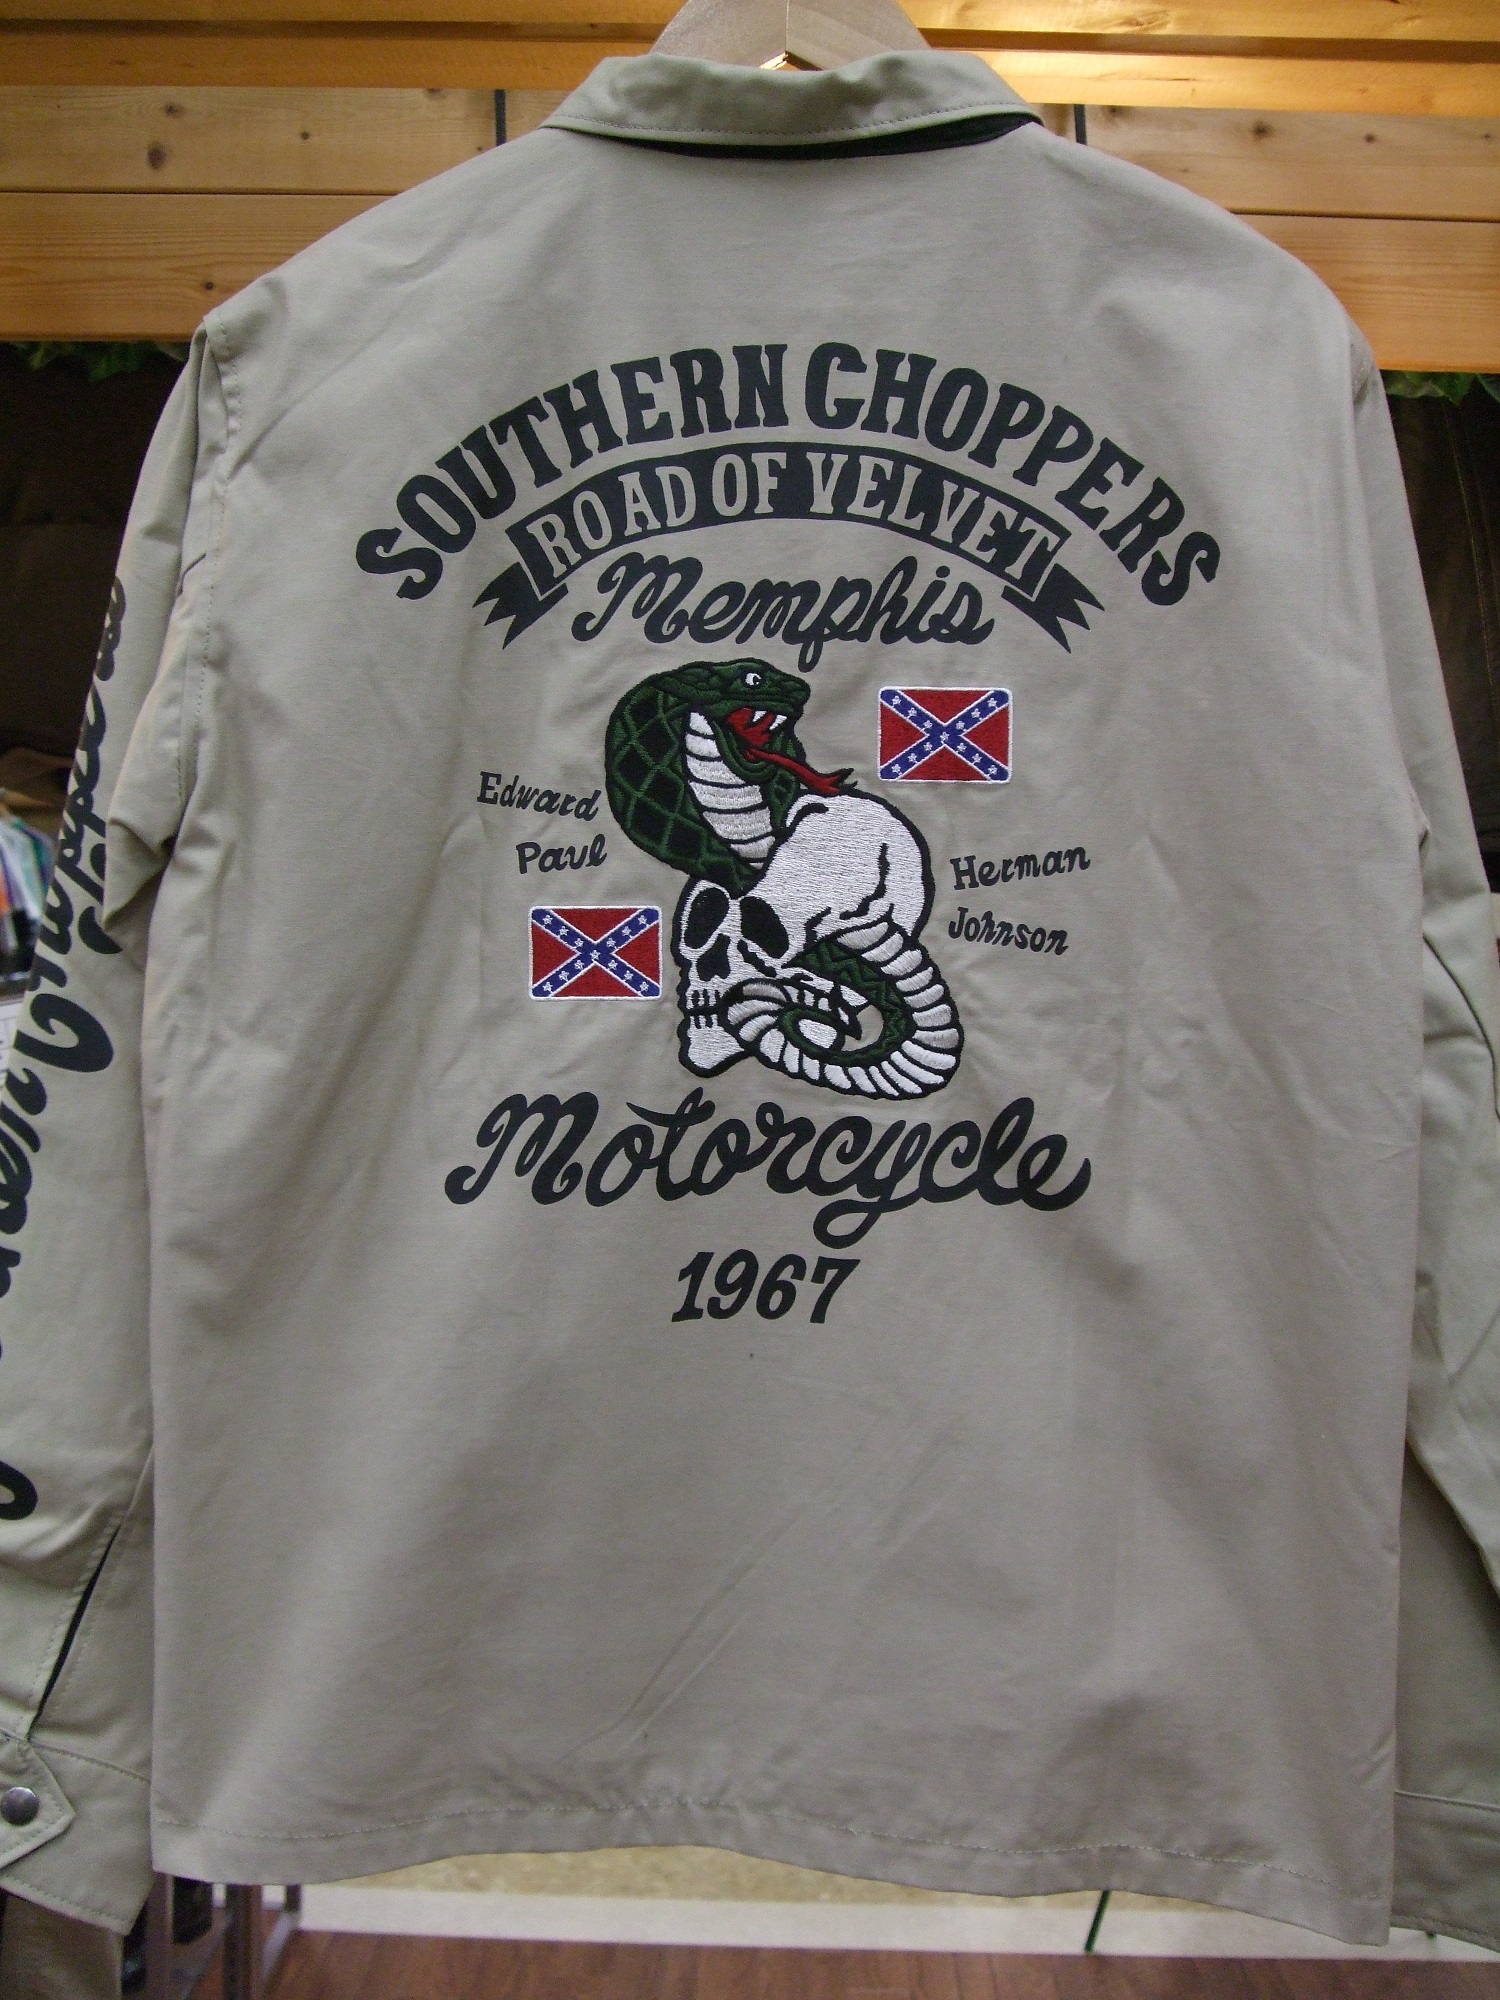 SOUTHERN CHOPPERS
ROAD OF VELVET
Memphis
Edward
Paul
Herman
Johnson
Motorcycle
1967